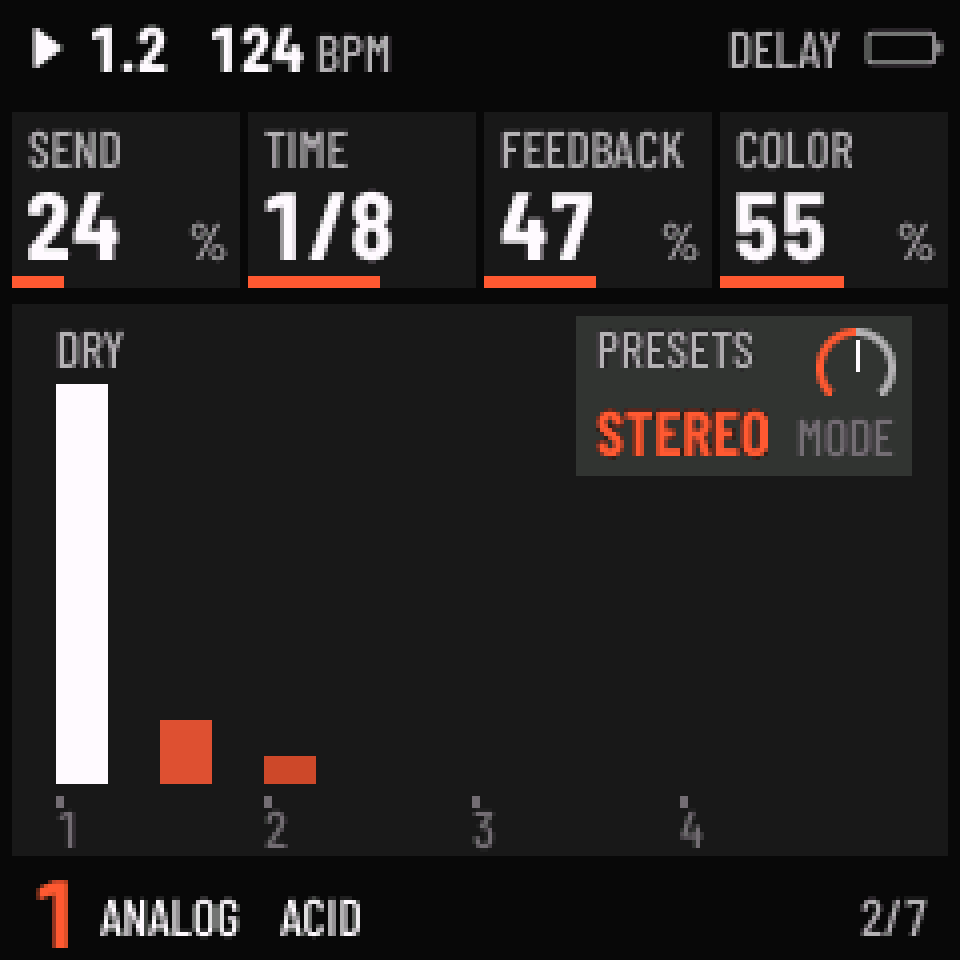 1.2 124 BPM DELAY
SEND TIME FEEDBACK COLOR
24 % 1/8 47 % 55 %
DRY PRESETS
STEREO MODE
1 2 3 4
1 ANALOG ACID 2/7